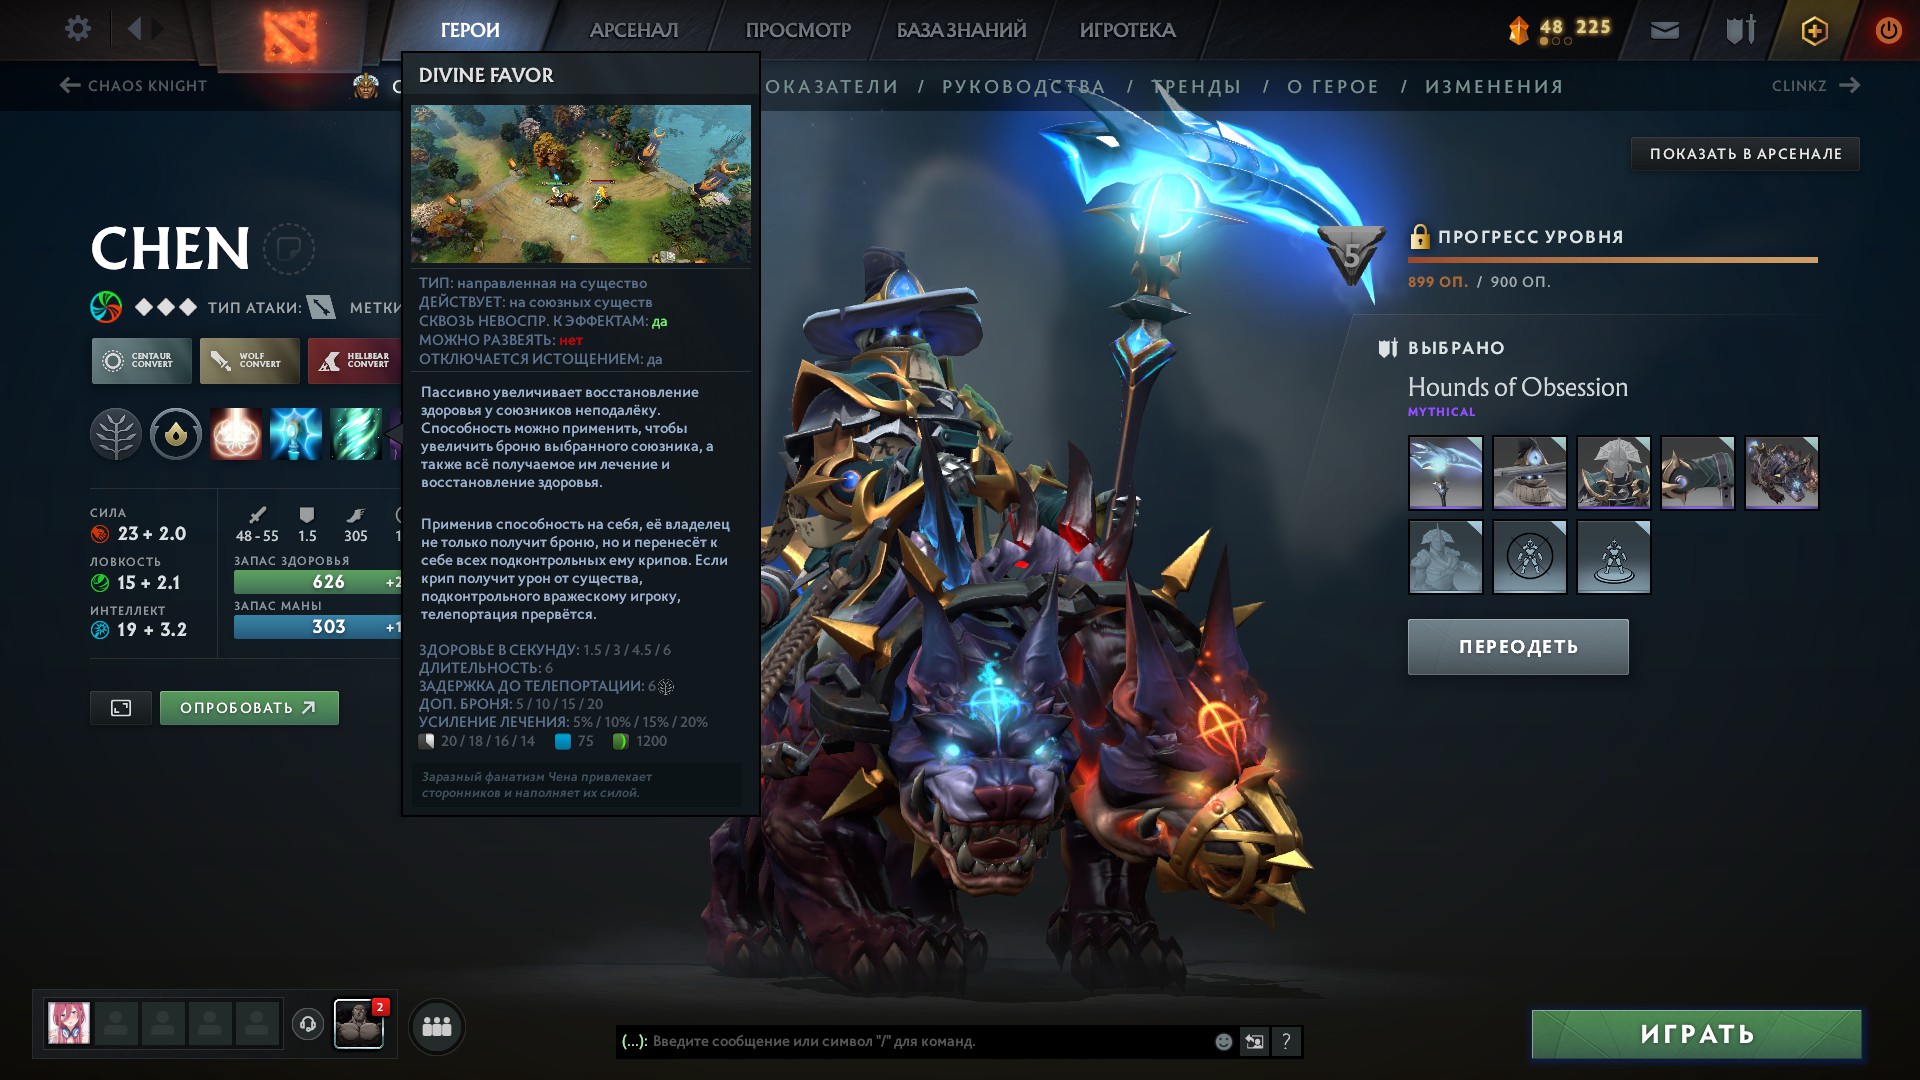 ГЕРОИ
АРСЕНАЛ
ПРОСМОТР
БАЗА ЗНАНИЙ
ИГРОТЕКА
48 225
CHAOS KNIGHT
ОКАЗАТЕЛИ / РУКОВОДСТВА / ТРЕНДЫ / О ГЕРОЕ / ИЗМЕНЕНИЯ
CLINKZ
ПОКАЗАТЬ В АРСЕНАЛЕ
CHEN
ТИП АТАКИ:
МЕТКИ
CENTAUR CONVERT
WOLF CONVERT
HELLBEAR CONVERT
СИЛА
23 + 2.0
ЛОВКОСТЬ
15 + 2.1
ИНТЕЛЛЕКТ
19 + 3.2
48 - 55
1.5
305
ЗАПАС ЗДОРОВЬЯ
626 +2
ЗАПАС МАНЫ
303 +1
ОПРОБОВАТЬ
DIVINE FAVOR
ТИП: направленная на существо
ДЕЙСТВУЕТ: на союзных существ
СКВОЗЬ НЕВОСПР. К ЭФФЕКТАМ: да
МОЖНО РАЗВЕЯТЬ: нет
ОТКЛЮЧАЕТСЯ ИСТОЩЕНИЕМ: да
Пассивно увеличивает восстановление
здоровья у союзников неподалёку.
Способность можно применить, чтобы
увеличить броню выбранного союзника, а
также всё получаемое им лечение и
восстановление здоровья.
Применив способность на себя, её владелец
не только получит броню, но и перенесёт к
себе всех подконтрольных ему крипов. Если
крип получит урон от существа,
подконтрольного вражескому игроку,
телепортация прервётся.
ЗДОРОВЬЕ В СЕКУНДУ: 1.5 / 3 / 4.5 / 6
ДЛИТЕЛЬНОСТЬ: 6
ЗАДЕРЖКА ДО ТЕЛЕПОРТАЦИИ: 6
ДОП. БРОНЯ: 5 / 10 / 15 / 20
УСИЛЕНИЕ ЛЕЧЕНИЯ: 5% / 10% / 15% / 20%
20 / 18 / 16 / 14 75 1200
Заразный фанатизм Чена привлекает
сторонников и наполняет их силой.
5
ПРОГРЕСС УРОВНЯ
899 ОП. / 900 ОП.
ВЫБРАНО
Hounds of Obsession
MYTHICAL
ПЕРЕОДЕТЬ
2
(...): Введите сообщение или символ "/" для команд.
?
ИГРАТЬ